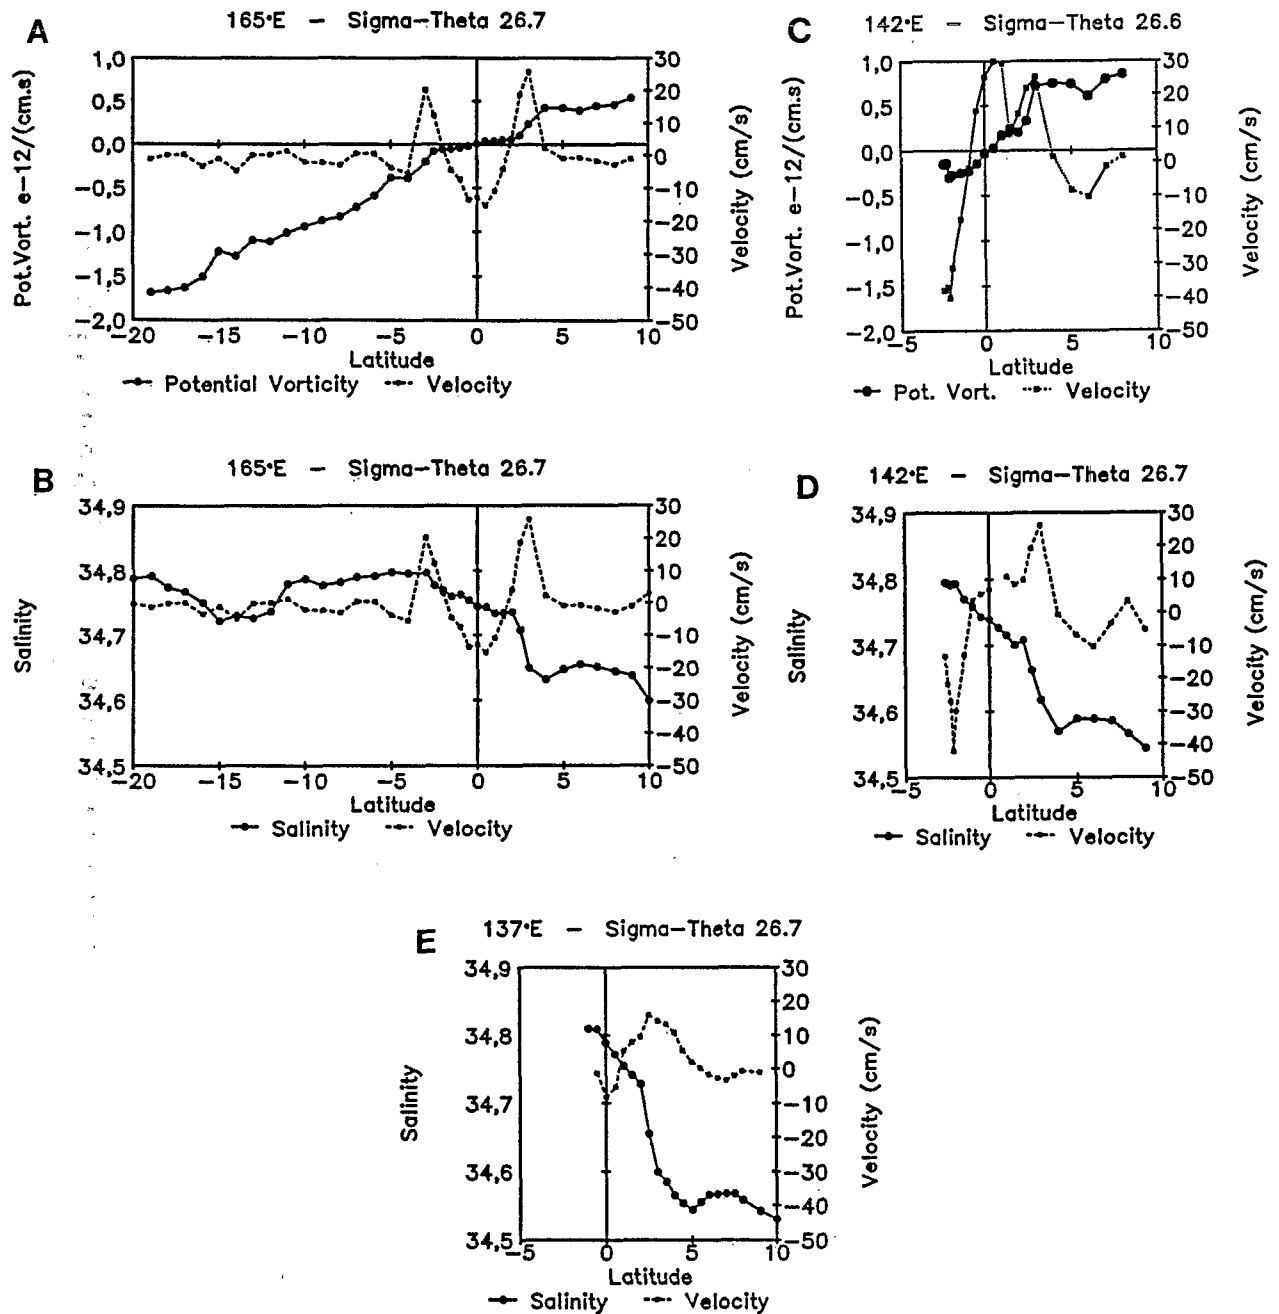 A
165°E — Sigma-Theta 26.7
1,0
0,5
0,0
-0,5
-1,0
-1,5
-2,0
Pot.Vort. e-12/(cm.s)
30
20
10
0
-10
-20
-30
-40
-50
Velocity (cm/s)
-20
-15
-10
-5
0
5
10
Latitude
Potential Vorticity
Velocity
C
142°E — Sigma-Theta 26.6
1,0
0,5
0,0
-0,5
-1,0
-1,5
-2,0
Pot.Vort. e-12/(cm.s)
30
20
10
0
-10
-20
-30
-40
-50
Velocity (cm/s)
-5
0
5
10
Latitude
Pot. Vort.
Velocity
B
165°E — Sigma-Theta 26.7
34,9
34,8
34,7
34,6
34,5
Salinity
30
20
10
0
-10
-20
-30
-40
-50
Velocity (cm/s)
-20
-15
-10
-5
0
5
10
Latitude
Salinity
Velocity
D
142°E — Sigma-Theta 26.7
34,9
34,8
34,7
34,6
34,5
Salinity
30
20
10
0
-10
-20
-30
-40
-50
Velocity (cm/s)
-5
0
5
10
Latitude
Salinity
Velocity
E
137°E — Sigma-Theta 26.7
34,9
34,8
34,7
34,6
34,5
Salinity
30
20
10
0
-10
-20
-30
-40
-50
Velocity (cm/s)
-5
0
5
10
Latitude
Salinity
Velocity